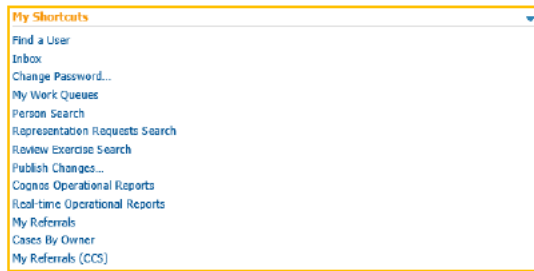 My Shortcuts
Find a User
Inbox
Change Password...
My Work Queues
Person Search
Representation Requests Search
Review Exercise Search
Publish Changes...
Cognos Operational Reports
Real-time Operational Reports
My Referrals
Cases By Owner
My Referrals (CCS)